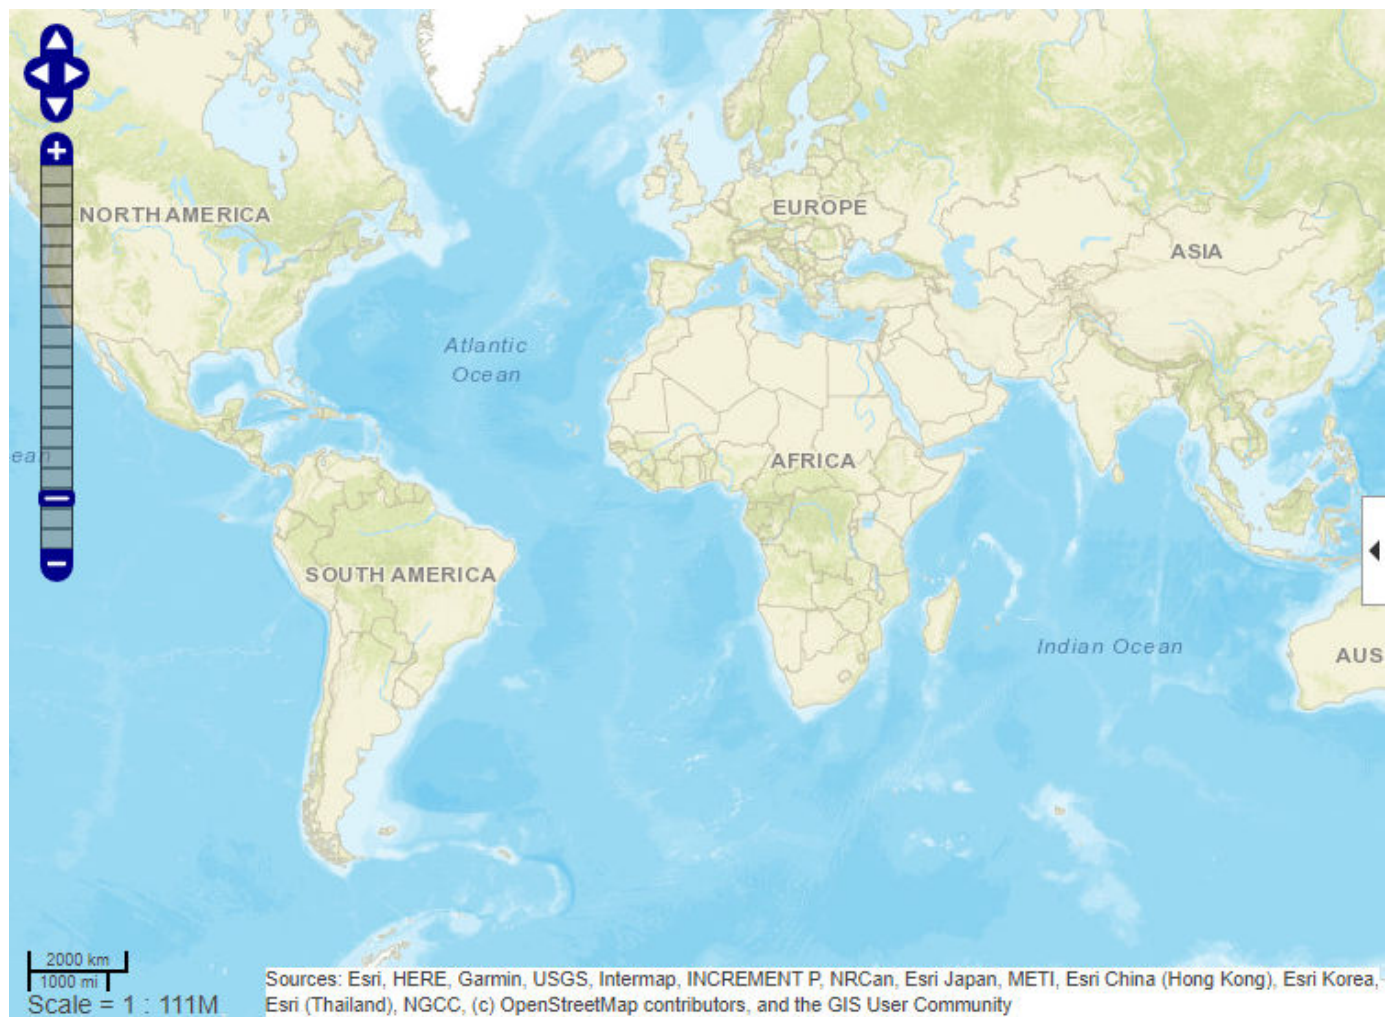 NORTH AMERICA
EUROPE
ASIA
Atlantic
Ocean
ean
AFRICA
SOUTH AMERICA
Indian Ocean
AUS
2000 km
1000 mi
Scale = 1 : 111M
Sources: Esri, HERE, Garmin, USGS, Intermap, INCREMENT P, NRCan, Esri Japan, METI, Esri China (Hong Kong), Esri Korea,
Esri (Thailand), NGCC, (c) OpenStreetMap contributors, and the GIS User Community